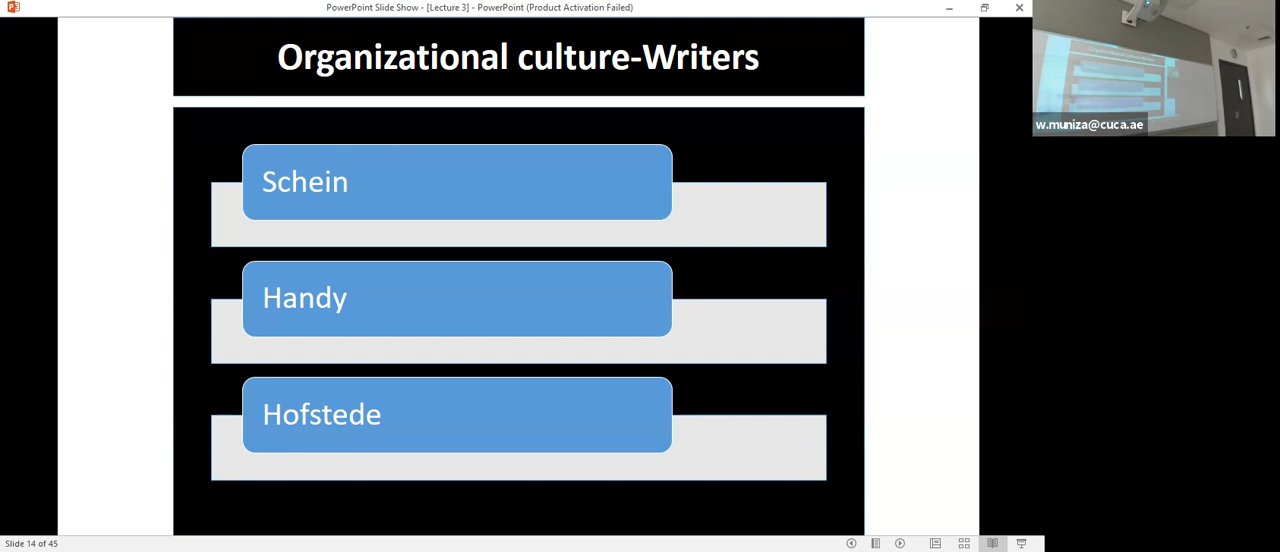 PowerPoint Slide Show - [Lecture 3] - PowerPoint (Product Activation Failed)
Organizational culture-Writers
w.muniza@cuca.ae
Schein
Handy
Hofstede
Slide 14 of 45